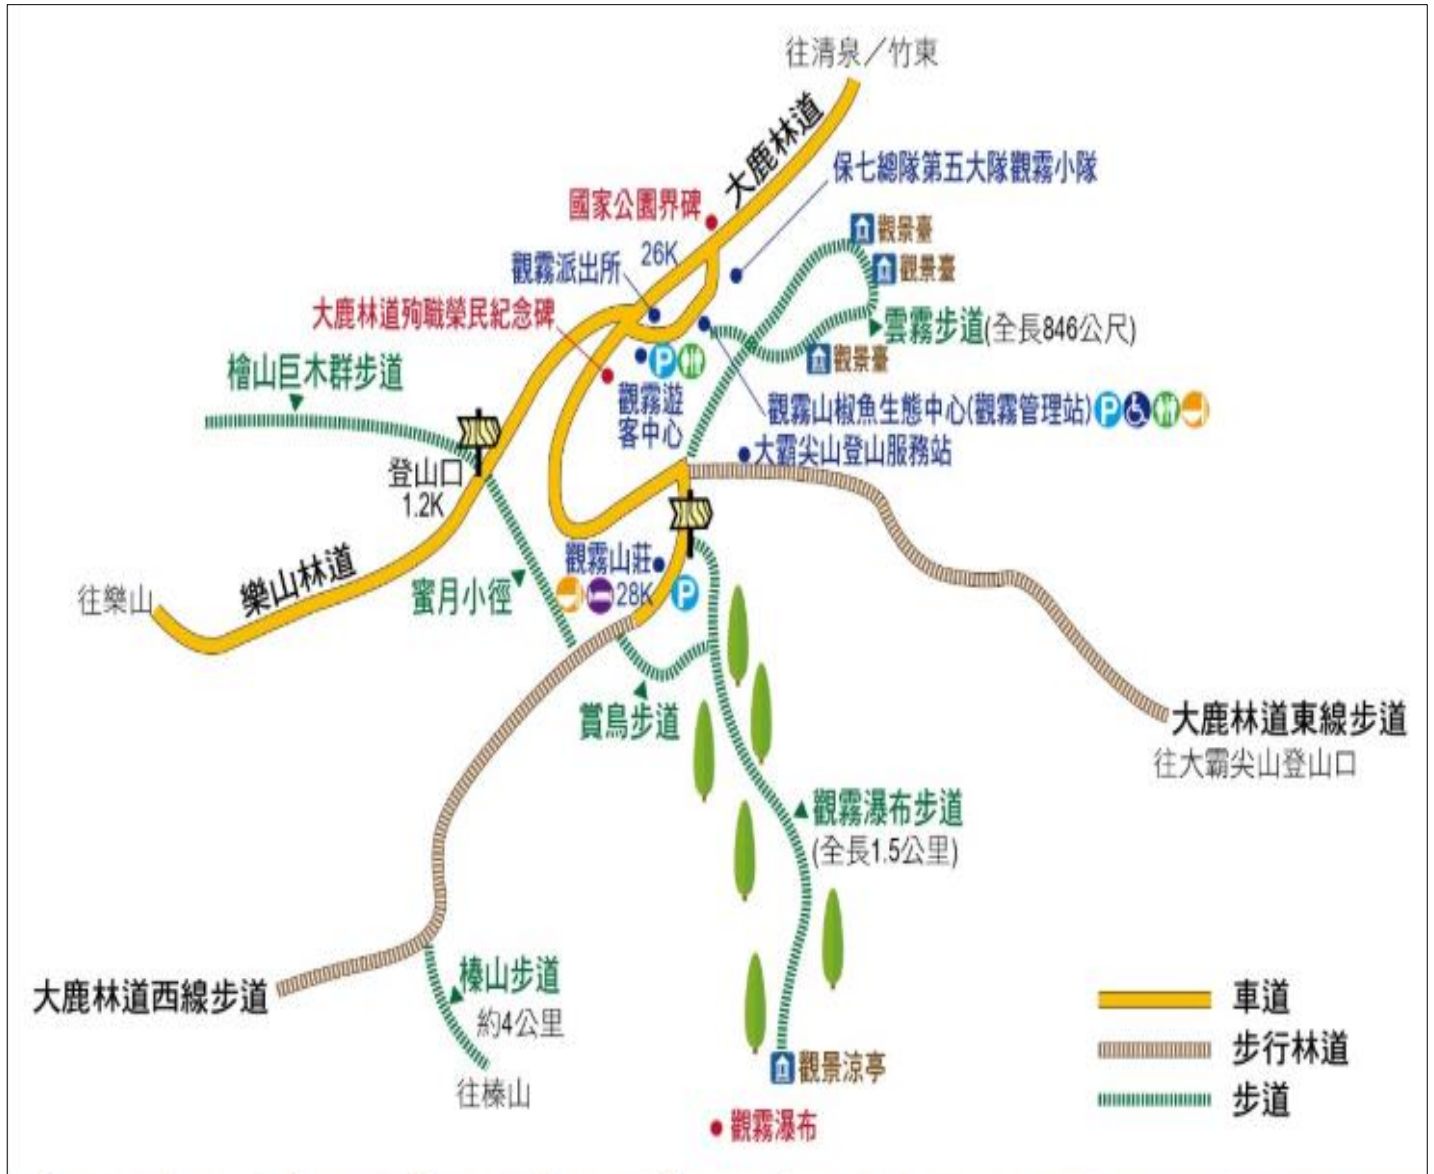 往清泉／竹東
大鹿林道
保七總隊第五大隊觀霧小隊
國家公園界碑
觀景臺
26K
觀霧派出所
觀景臺
大鹿林道殉職榮民紀念碑
雲霧步道(全長846公尺)
檜山巨木群步道
觀景臺
P
觀霧遊
客中心
觀霧山椒魚生態中心(觀霧管理站)
P
大霸尖山登山服務站
登山口
1.2K
觀霧山莊
28K
P
樂山林道
往樂山
蜜月小徑
賞鳥步道
大鹿林道東線步道
往大霸尖山登山口
觀霧瀑布步道
(全長1.5公里)
大鹿林道西線步道
榛山步道
約4公里
往榛山
觀景涼亭
觀霧瀑布
車道
步行林道
步道